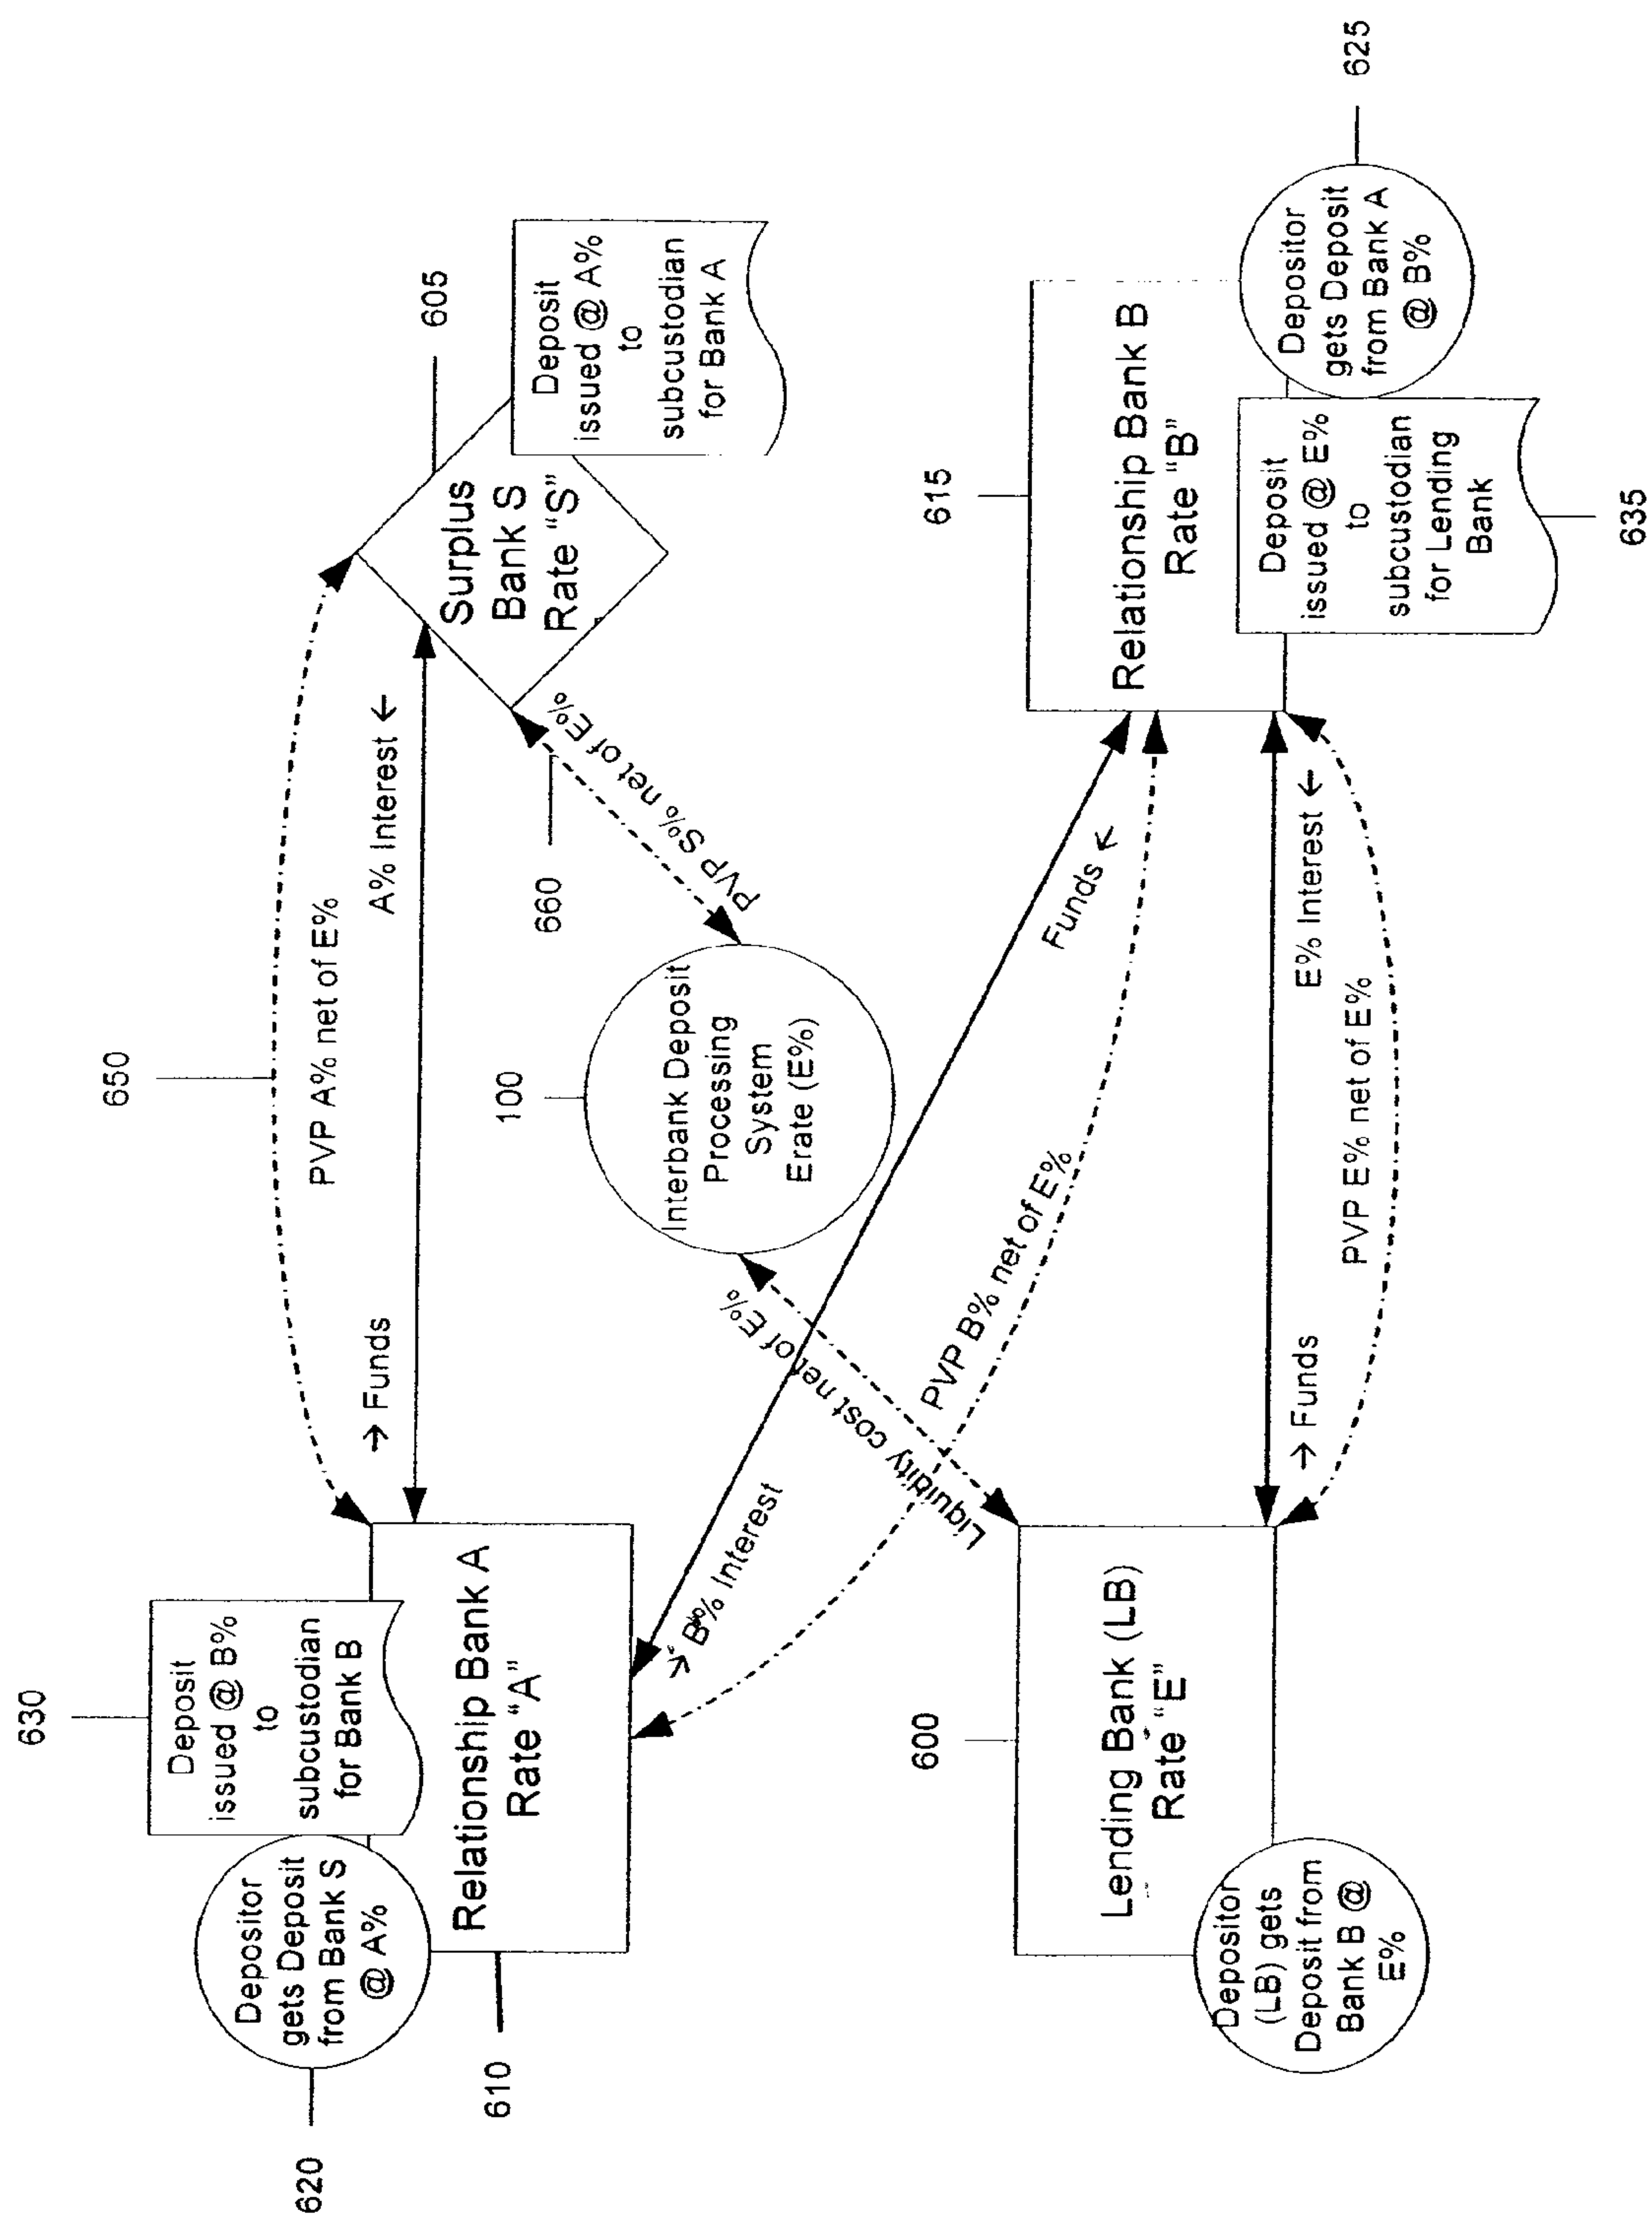 630
Deposit
issued @ B%
to
subcustodian
for Bank B
Depositor
gets Deposit
from Bank S
@ A%
620
Relationship Bank A
Rate “A”
610
650
PVP A% net of E%
→ Funds
A% Interest ←
605
Surplus
Bank S
Rate “S”
Deposit
issued @ A%
to
subcustodian
for Bank A
660
PVP S% net of E%
100
Interbank Deposit
Processing
System
Erate (E%)
Liquidity cost net of E%
B% Interest
Funds ←
PVP B% net of E%
600
Lending Bank (LB)
Rate “E”
Depositor
(LB) gets
Deposit from
Bank B @
E%
→ Funds
E% Interest ←
PVP E% net of E%
615
Relationship Bank B
Rate “B”
Deposit
issued @ E%
to
subcustodian
for Lending
Bank
635
Depositor
gets Deposit
from Bank A
@ B%
625